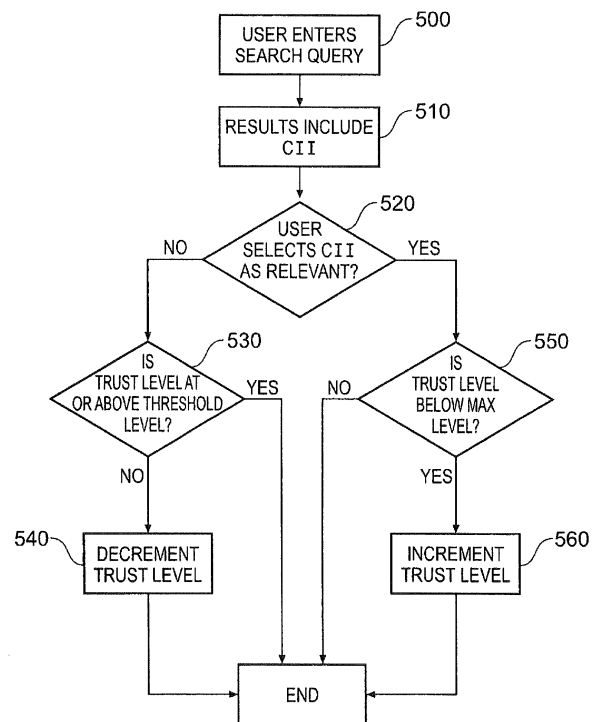 USER ENTERS
SEARCH QUERY
500
RESULTS INCLUDE
CII
510
USER
SELECTS CII
AS RELEVANT?
520
NO
YES
IS
TRUST LEVEL AT
OR ABOVE THRESHOLD
LEVEL?
530
YES
NO
IS
TRUST LEVEL
BELOW MAX
LEVEL?
550
NO
YES
540
DECREMENT
TRUST LEVEL
INCREMENT
TRUST LEVEL
560
END